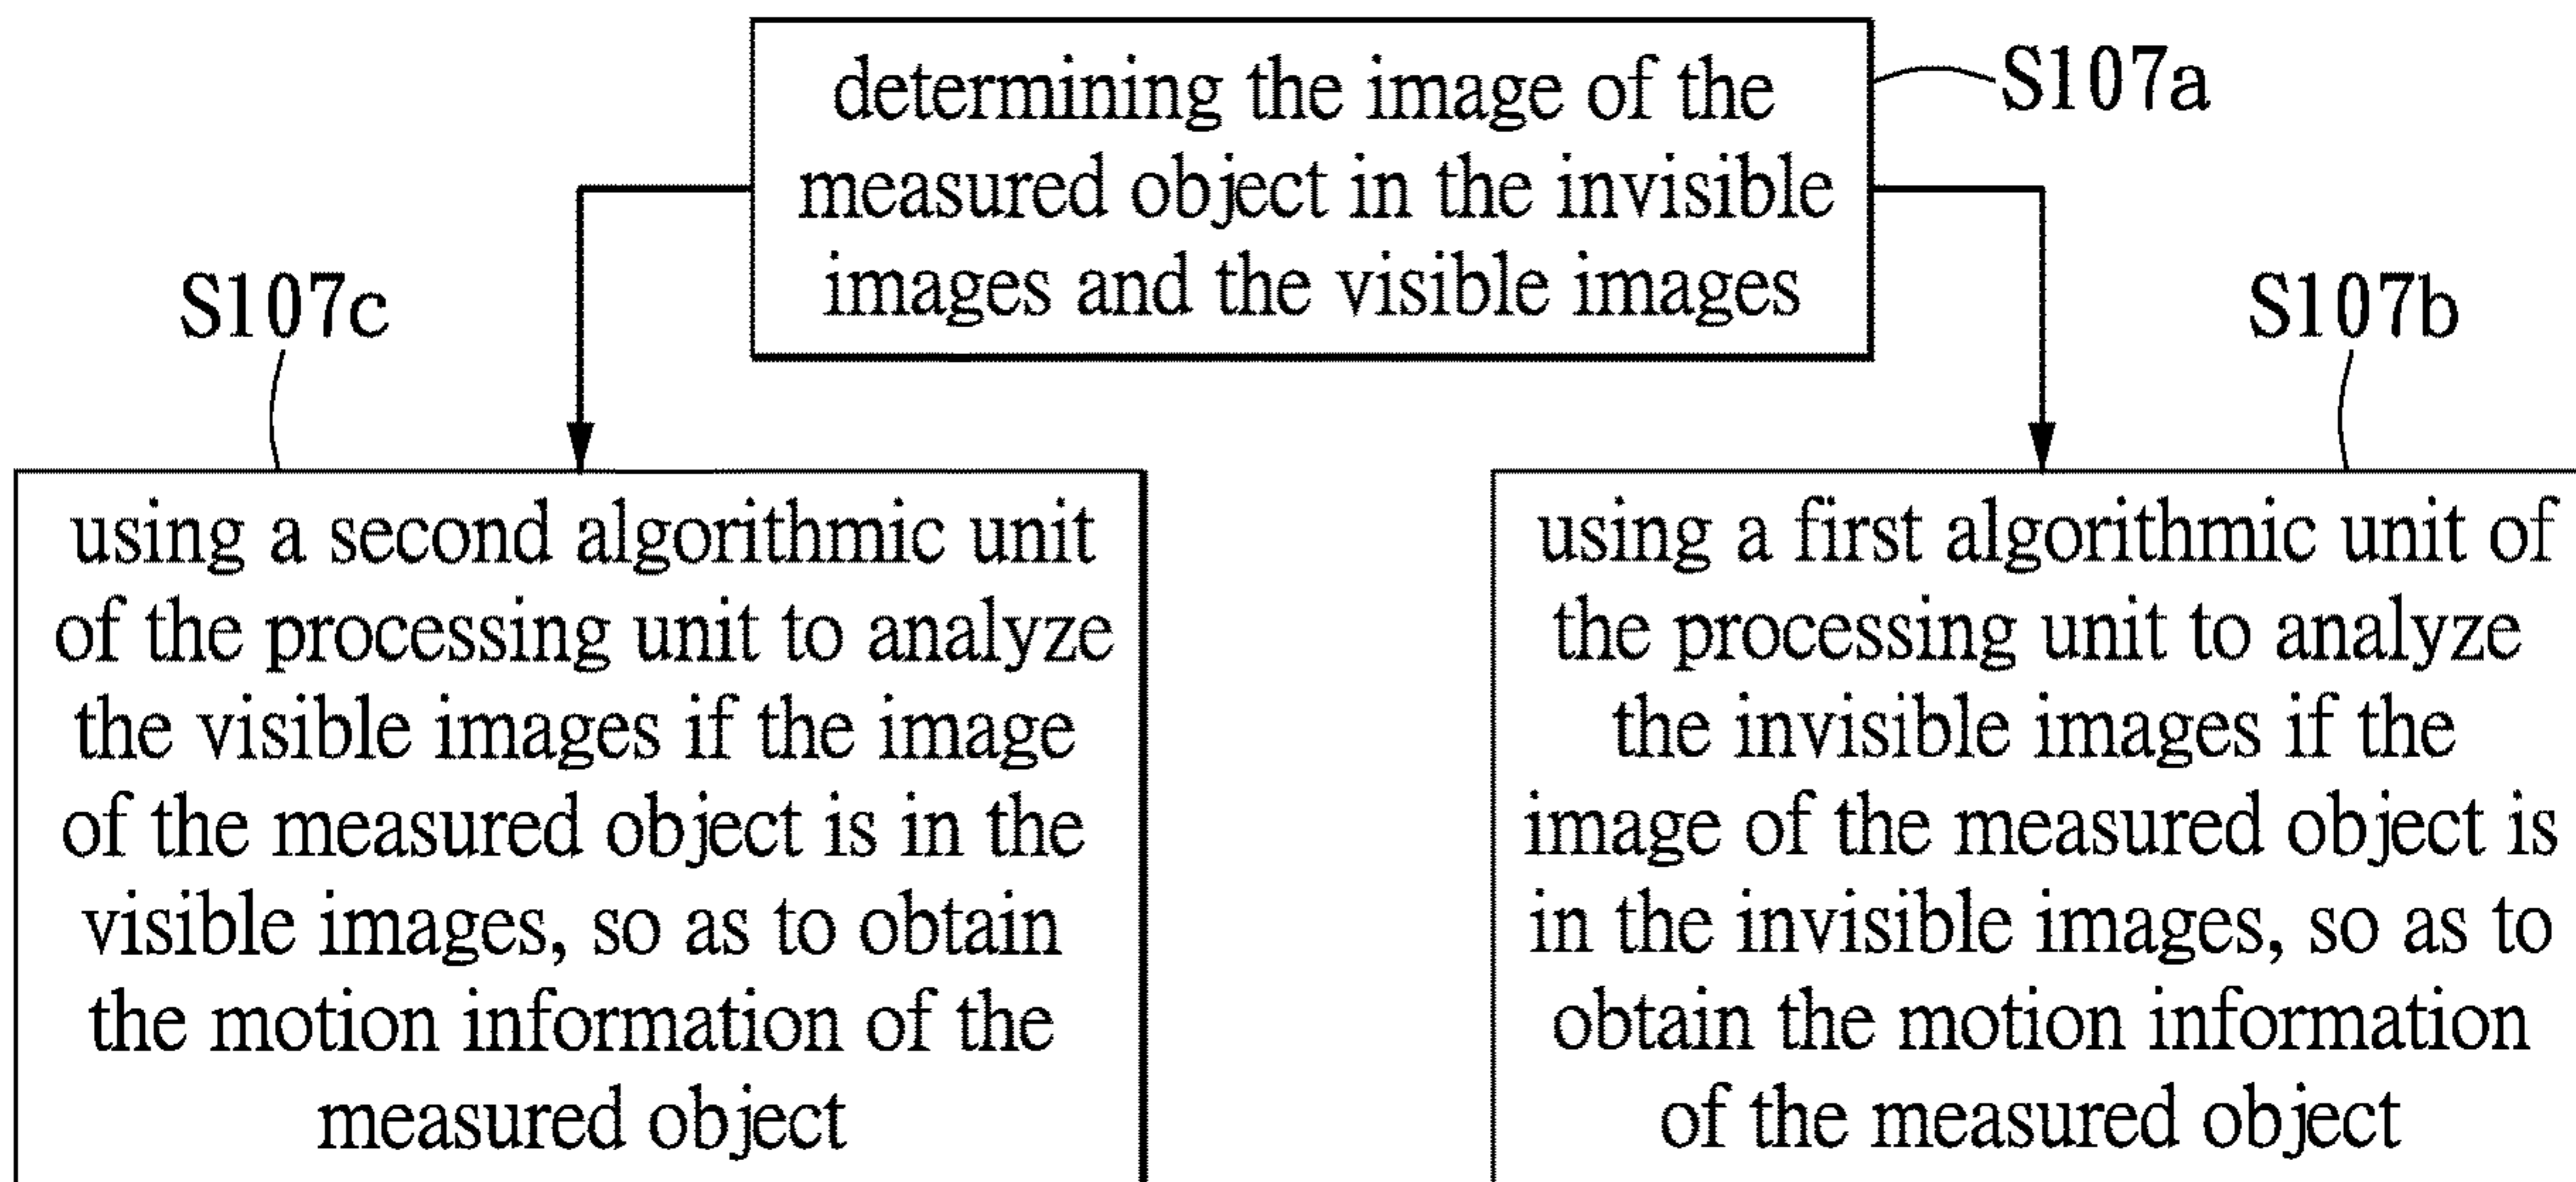 determining the image of the
measured object in the invisible
images and the visible images
S107a
S107c
using a second algorithmic unit
of the processing unit to analyze
the visible images if the image
of the measured object is in the
visible images, so as to obtain
the motion information of the
measured object
S107b
using a first algorithmic unit of
the processing unit to analyze
the invisible images if the
image of the measured object is
in the invisible images, so as to
obtain the motion information
of the measured object